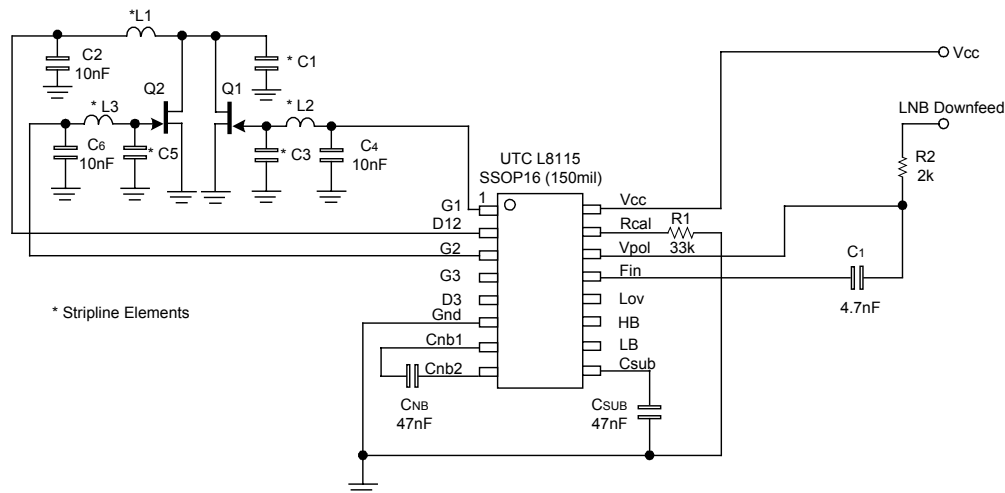 *L1
C2
10nF
* C1
Q2
Q1
* L3
* L2
C6
10nF
* C5
* C3
C4
10nF
Vcc
LNB Downfeed
R2
2k
UTC L8115
SSOP16 (150mil)
1
G1
D12
G2
G3
D3
Gnd
Cnb1
Cnb2
Vcc
Rcal
Vpol
Fin
Lov
HB
LB
Csub
R1
33k
C1
4.7nF
* Stripline Elements
CNB
47nF
CSUB
47nF